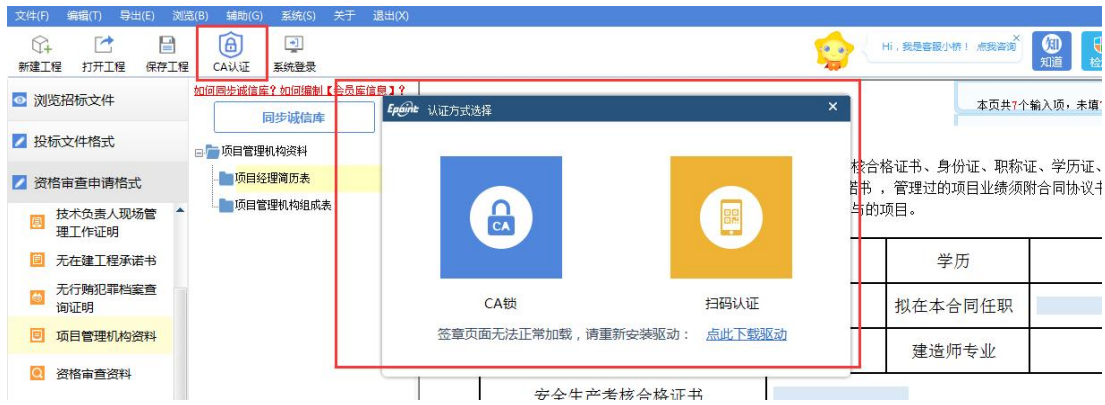 文件(F) 编辑(T) 导出(E) 浏览(B) 辅助(G) 系统(S) 关于 退出(X)
新建工程 打开工程 保存工程 CA认证 系统登录
Hi，我是客服小桥！ 点我咨询
知
知道
浏览招标文件
投标文件格式
资格审查申请格式
技术负责人现场管
理工作证明
无在建工程承诺书
无行贿犯罪档案查
询证明
项目管理机构资料
资格审查资料
如何同步诚信库？如何编制【会员库信息】？
同步诚信库
项目管理机构资料
项目经理简历表
项目管理机构组成表
本页共7个输入项，未填
Epoint 认证方式选择
CA
CA锁
扫码认证
签章页面无法正常加载，请重新安装驱动： 点此下载驱动
核合格证书、身份证、职称证、学历证、
诺书，管理过的项目业绩须附合同协议书
与的项目。
学历
拟在本合同任职
建造师专业
安全生产考核合格证书